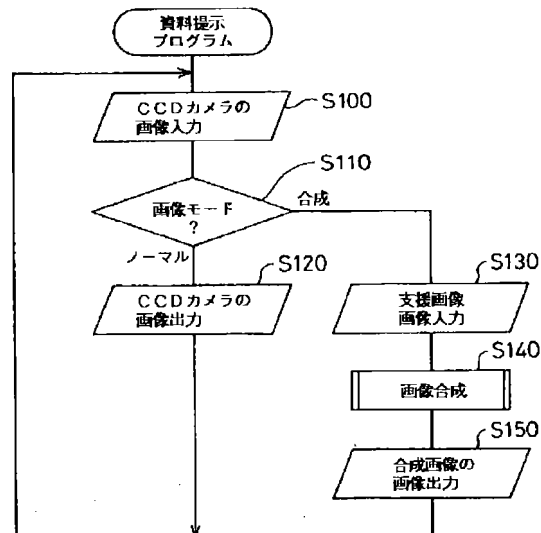 資料提示
プログラム
CCDカメラの
画像入力
S100
画像モード
?
S110
合成
ノーマル
CCDカメラの
画像出力
S120
支援画像
画像入力
S130
画像合成
S140
合成画像の
画像出力
S150